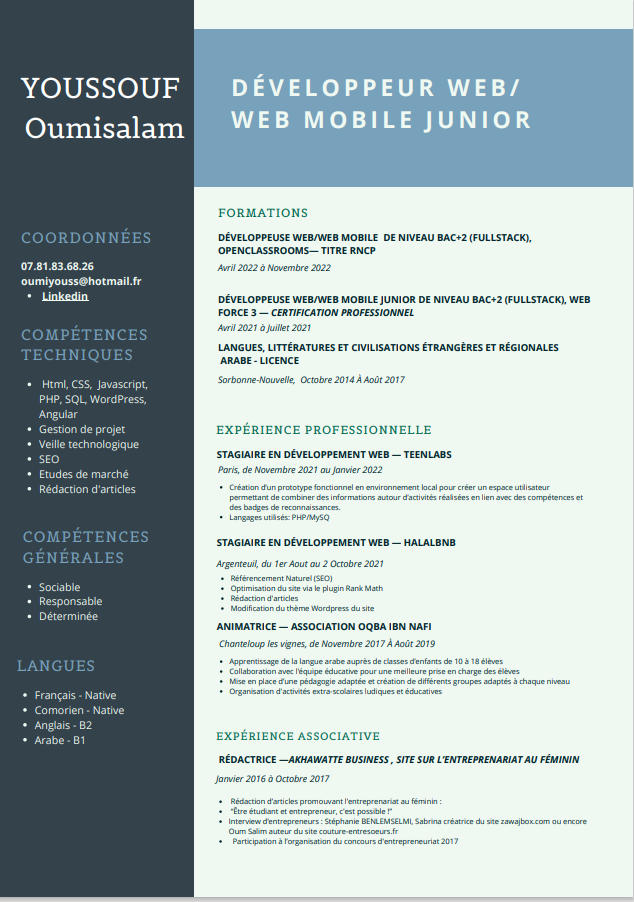 YOUSSOUF
Oumisalam
DÉVELOPPEUR WEB/
WEB MOBILE JUNIOR
COORDONNÉES
07.81.83.68.26
oumiyouss@hotmail.fr
• Linkedin
COMPÉTENCES
TECHNIQUES
• Html, CSS, Javascript,
PHP, SQL, WordPress,
Angular
• Gestion de projet
• Veille technologique
• SEO
• Etudes de marché
• Rédaction d'articles
COMPÉTENCES
GÉNÉRALES
• Sociable
• Responsable
• Déterminée
LANGUES
• Français - Native
• Comorien - Native
• Anglais - B2
• Arabe - B1
FORMATIONS
DÉVELOPPEUSE WEB/WEB MOBILE DE NIVEAU BAC+2 (FULLSTACK),
OPENCLASSROOMS— TITRE RNCP
Avril 2022 à Novembre 2022
DÉVELOPPEUSE WEB/WEB MOBILE JUNIOR DE NIVEAU BAC+2 (FULLSTACK), WEB
FORCE 3 — CERTIFICATION PROFESSIONNEL
Avril 2021 à Juillet 2021
LANGUES, LITTÉRATURES ET CIVILISATIONS ÉTRANGÈRES ET RÉGIONALES
ARABE - LICENCE
Sorbonne-Nouvelle, Octobre 2014 À Août 2017
EXPÉRIENCE PROFESSIONNELLE
STAGIAIRE EN DÉVELOPPEMENT WEB — TEENLABS
Paris, de Novembre 2021 au Janvier 2022
• Création d'un prototype fonctionnel en environnement local pour créer un espace utilisateur
permettant de combiner des informations autour d'activités réalisées en lien avec des compétences et
des badges de reconnaissances.
• Langages utilisés: PHP/MySQ
STAGIAIRE EN DÉVELOPPEMENT WEB — HALALBNB
Argenteuil, du 1er Aout au 2 Octobre 2021
• Référencement Naturel (SEO)
• Optimisation du site via le plugin Rank Math
• Rédaction d'articles
• Modification du thème Wordpress du site
ANIMATRICE — ASSOCIATION OQBA IBN NAFI
Chanteloup les vignes, de Novembre 2017 À Août 2019
• Apprentissage de la langue arabe auprès de classes d'enfants de 10 à 18 élèves
• Collaboration avec l'équipe éducative pour une meilleure prise en charge des élèves
• Mise en place d'une pédagogie adaptée et création de différents groupes adaptés à chaque niveau
• Organisation d'activités extra-scolaires ludiques et éducatives
EXPÉRIENCE ASSOCIATIVE
RÉDACTRICE —AKHAWATTE BUSINESS , SITE SUR L'ENTREPRENARIAT AU FÉMININ
Janvier 2016 à Octobre 2017
• Rédaction d'articles promouvant l'entreprenariat au féminin :
• "Être étudiant et entrepreneur, c'est possible !"
• Interview d'entrepreneurs : Stéphanie BENLEMSELMI, Sabrina créatrice du site zawajbox.com ou encore
Oum Salim auteur du site couture-entresoeurs.fr
• Participation à l'organisation du concours d'entrepreneuriat 2017